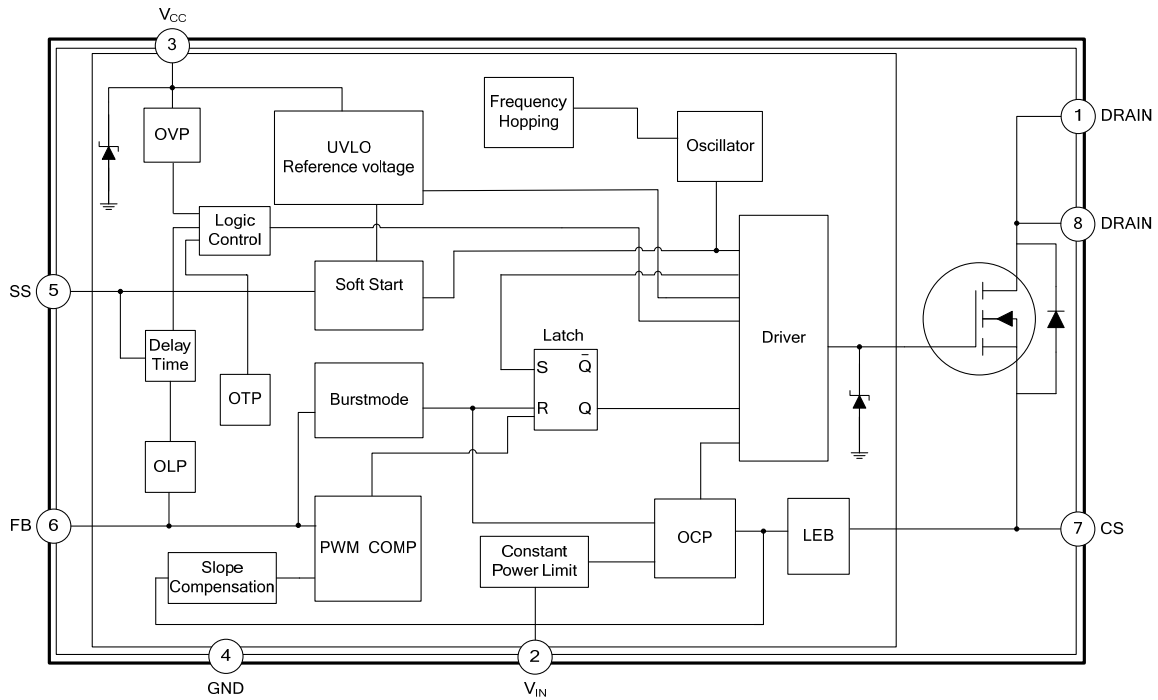 VCC
3
OVP
UVLO
Reference voltage
Frequency
Hopping
Oscillator
1 DRAIN
8 DRAIN
Logic
Control
SS 5
Soft Start
Delay
Time
OTP
Burstmode
Latch
S Q̄
R Q
Driver
OLP
FB 6
PWM COMP
Slope
Compensation
Constant
Power Limit
OCP
LEB
7 CS
4
GND
2
VIN